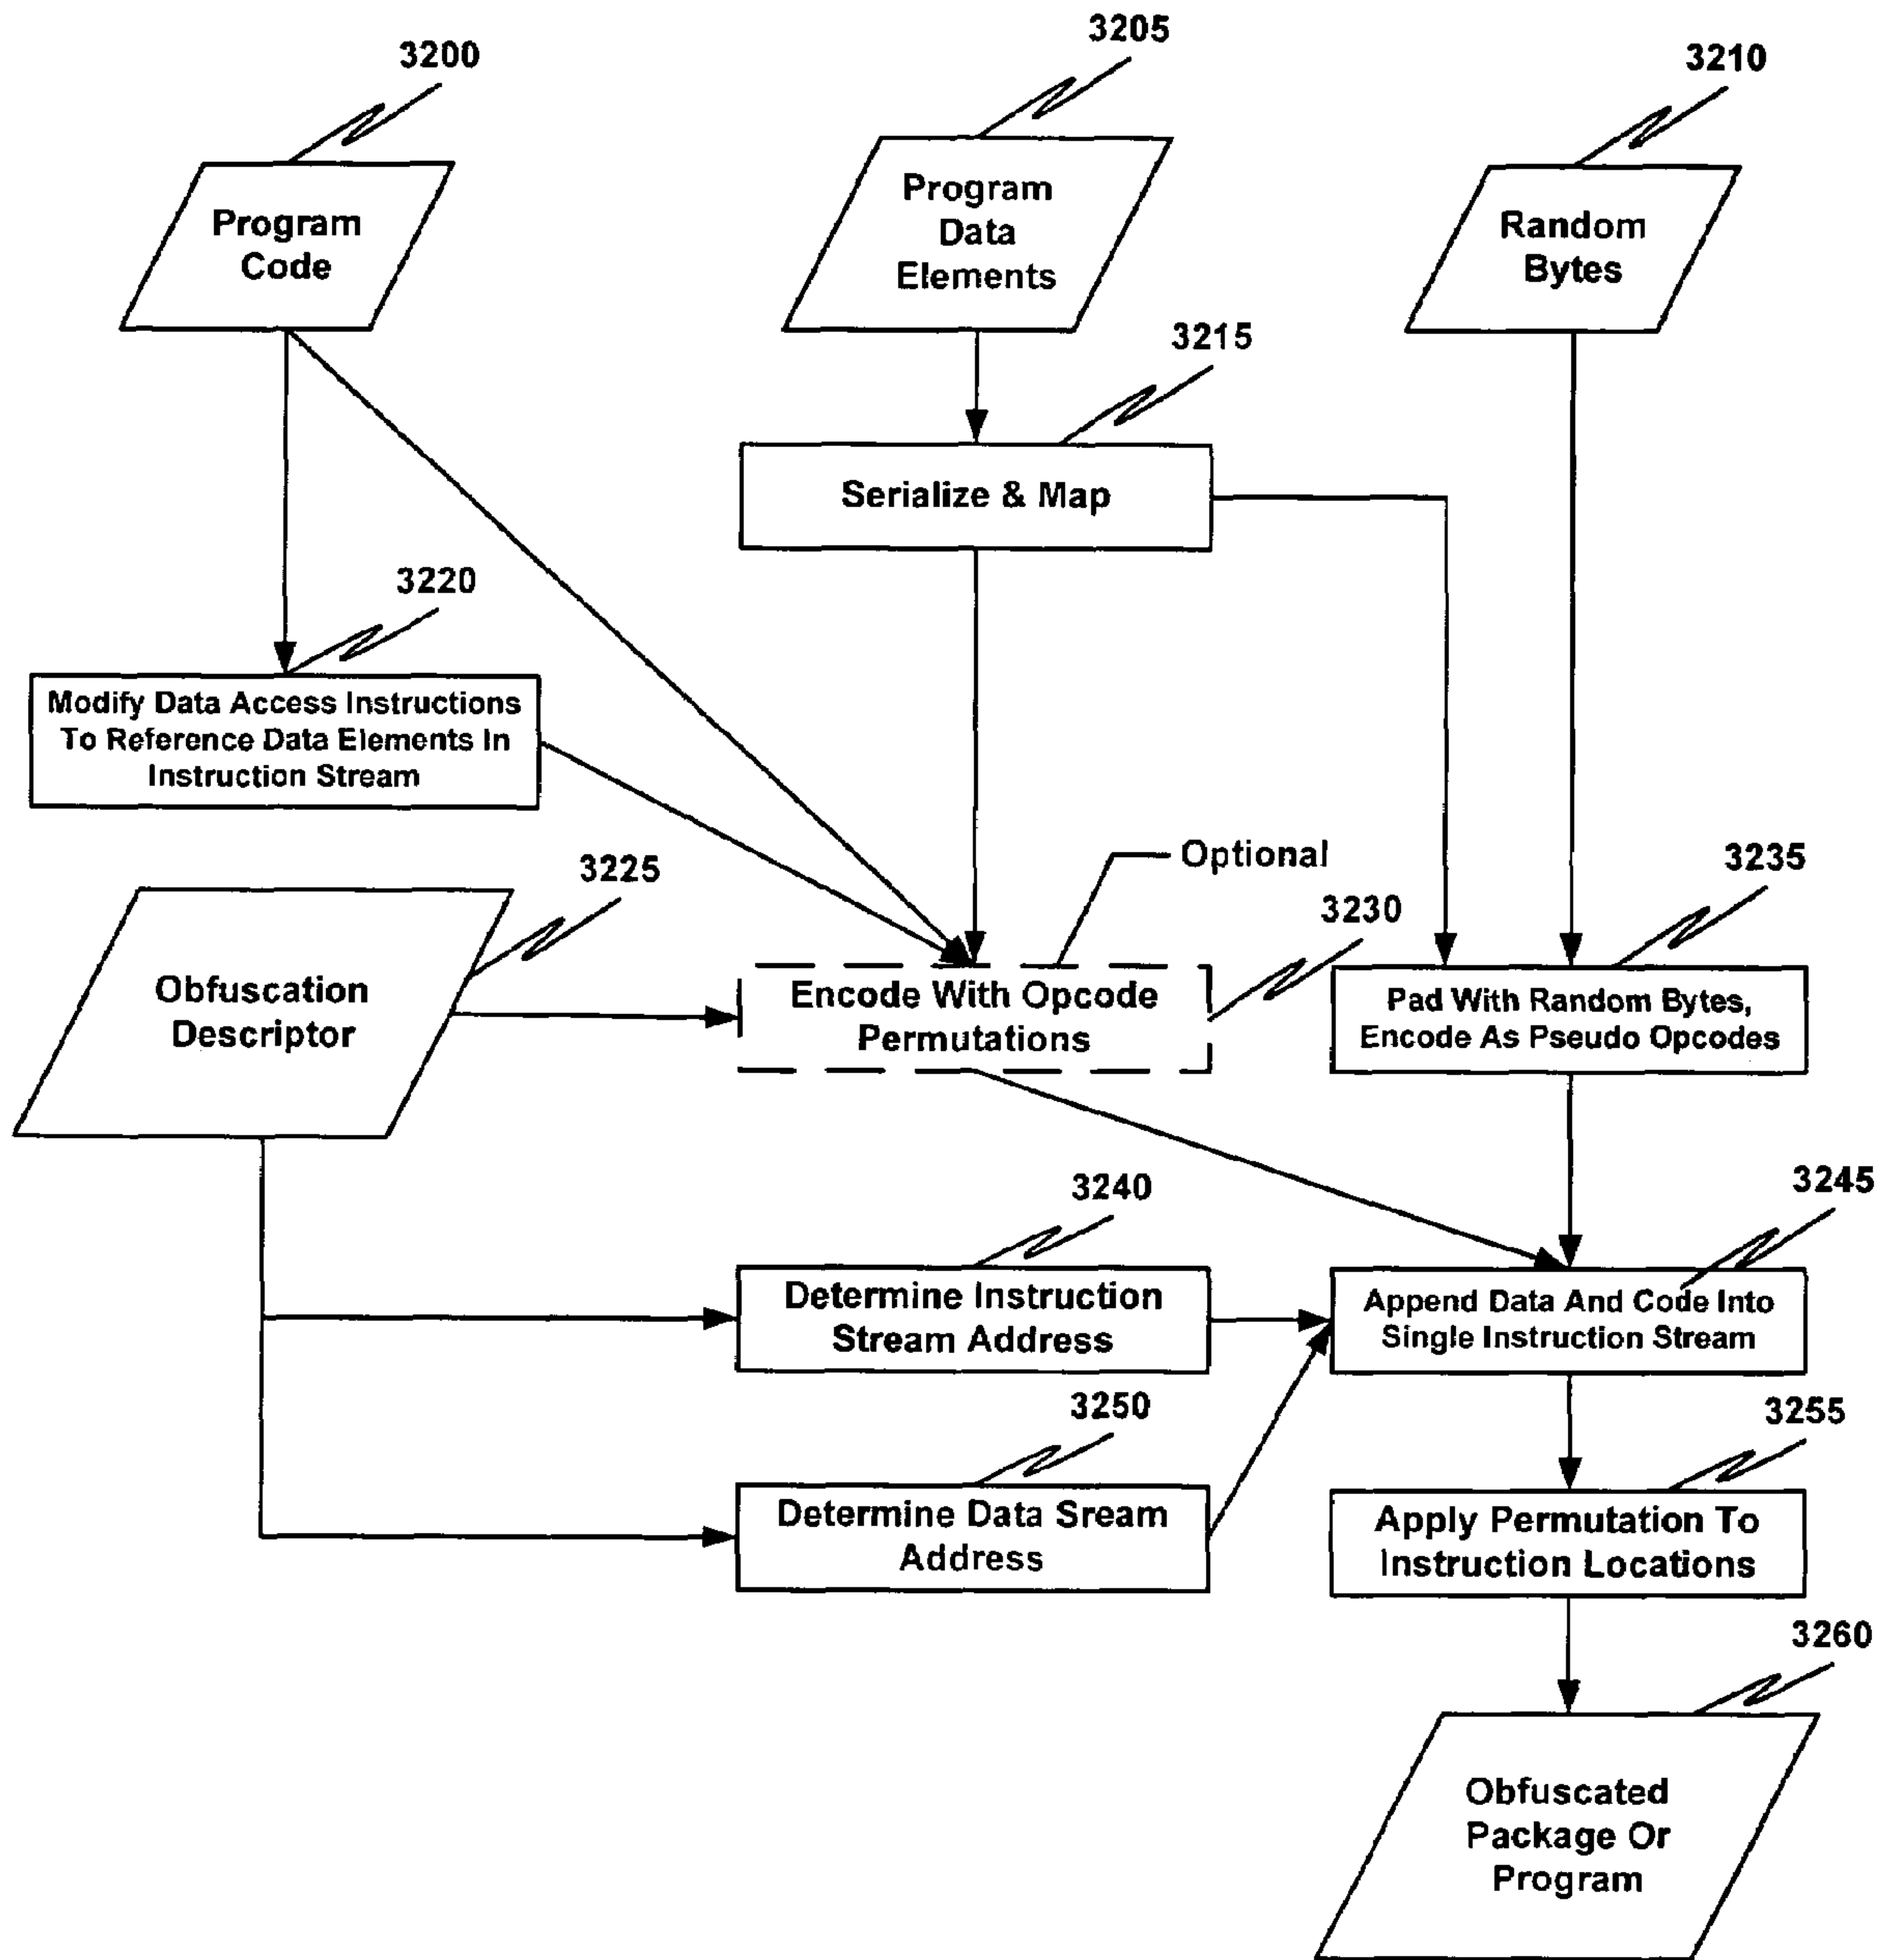 3200
3205
3210
Program
Code
Program
Data
Elements
Random
Bytes
3215
Serialize & Map
3220
Modify Data Access Instructions
To Reference Data Elements In
Instruction Stream
3225
Optional
3235
3230
Obfuscation
Descriptor
Encode With Opcode
Permutations
Pad With Random Bytes,
Encode As Pseudo Opcodes
3240
3245
Determine Instruction
Stream Address
Append Data And Code Into
Single Instruction Stream
3250
3255
Determine Data Sream
Address
Apply Permutation To
Instruction Locations
3260
Obfuscated
Package Or
Program